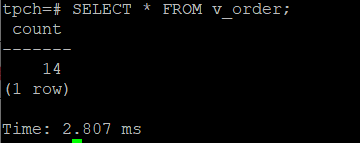 tpch=# SELECT * FROM v_order;
count
-------
14
(1 row)
Time: 2.807 ms